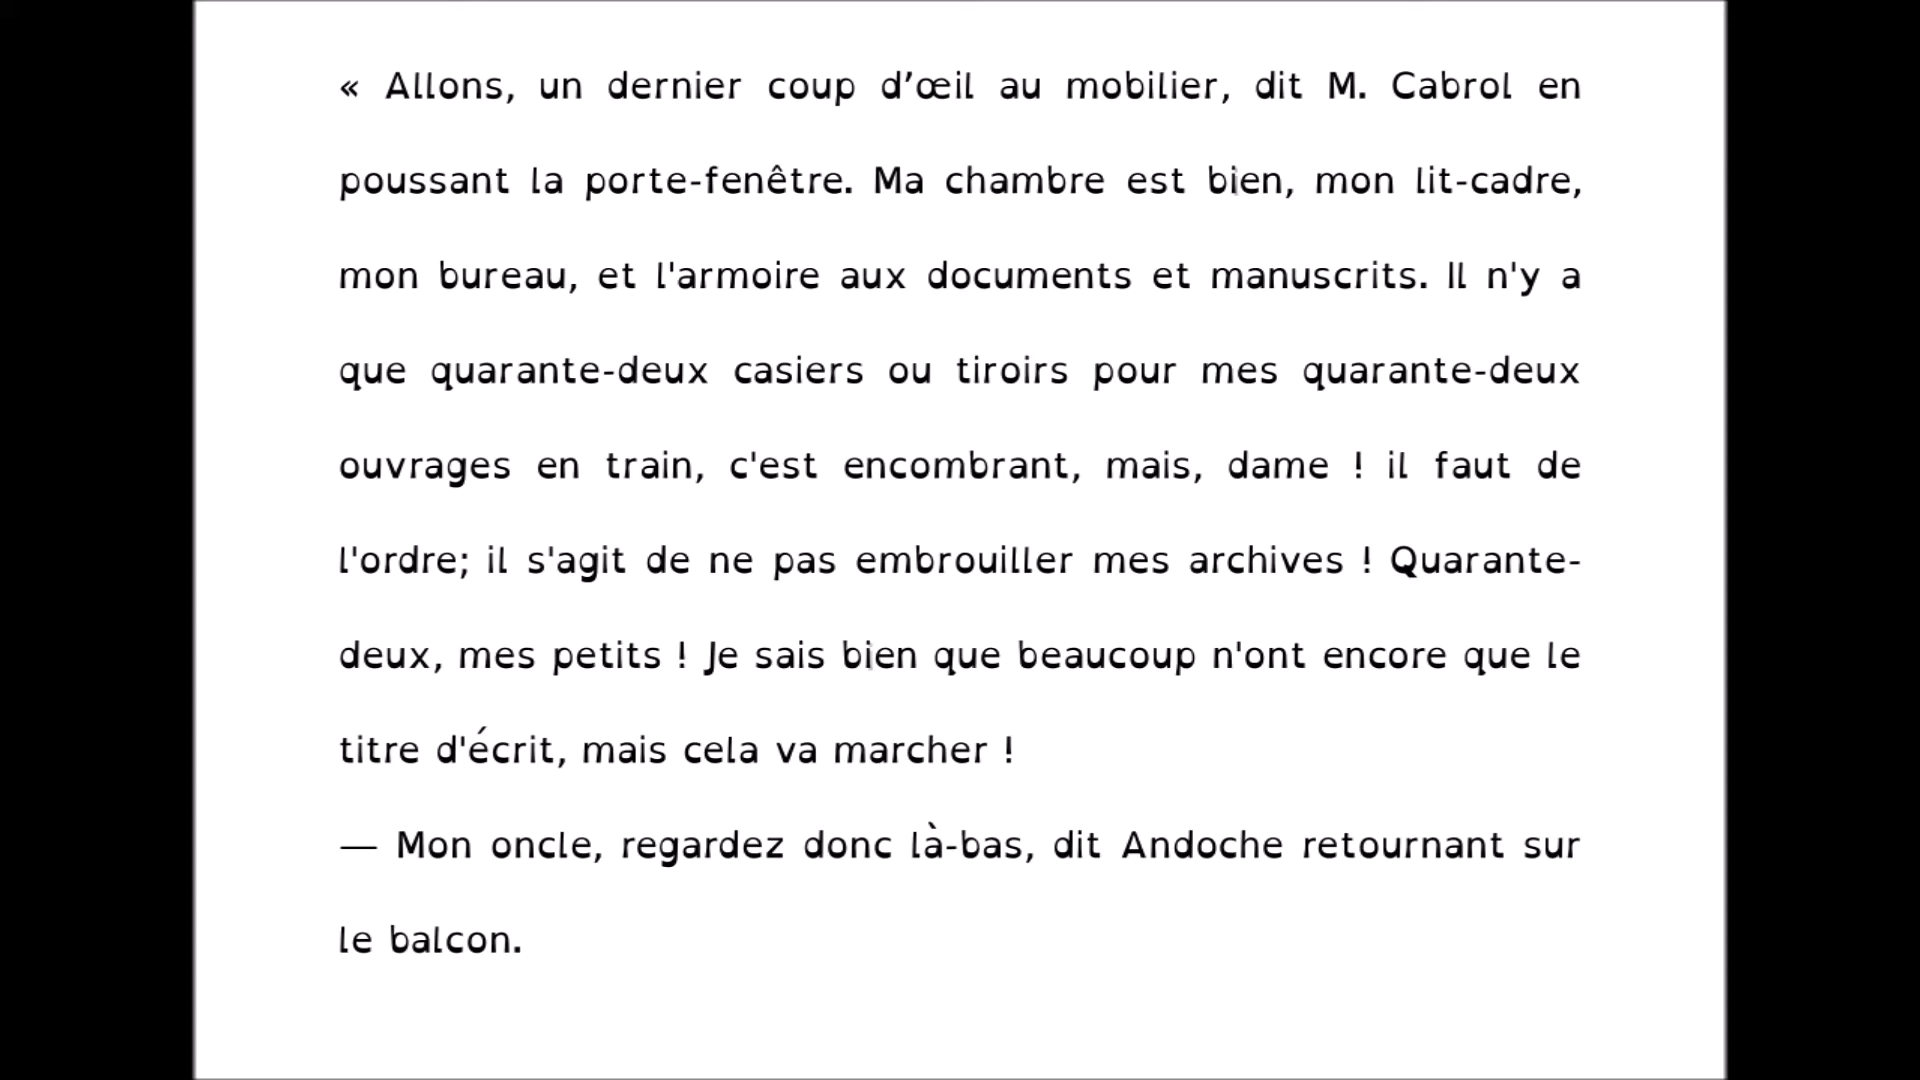 « Allons, un dernier coup d’œil au mobilier, dit M. Cabrol en
poussant la porte-fenêtre. Ma chambre est bien, mon lit-cadre,
mon bureau, et l'armoire aux documents et manuscrits. Il n'y a
que quarante-deux casiers ou tiroirs pour mes quarante-deux
ouvrages en train, c'est encombrant, mais, dame ! il faut de
l'ordre; il s'agit de ne pas embrouiller mes archives ! Quarante-
deux, mes petits ! Je sais bien que beaucoup n'ont encore que le
titre d'écrit, mais cela va marcher !
— Mon oncle, regardez donc là-bas, dit Andoche retournant sur
le balcon.